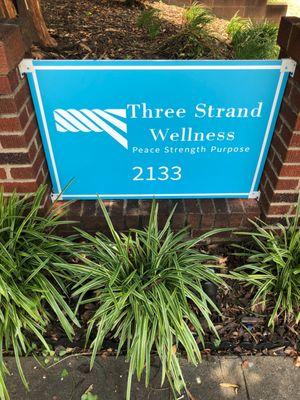 Three Strand
Wellness
Peace Strength Purpose
2133